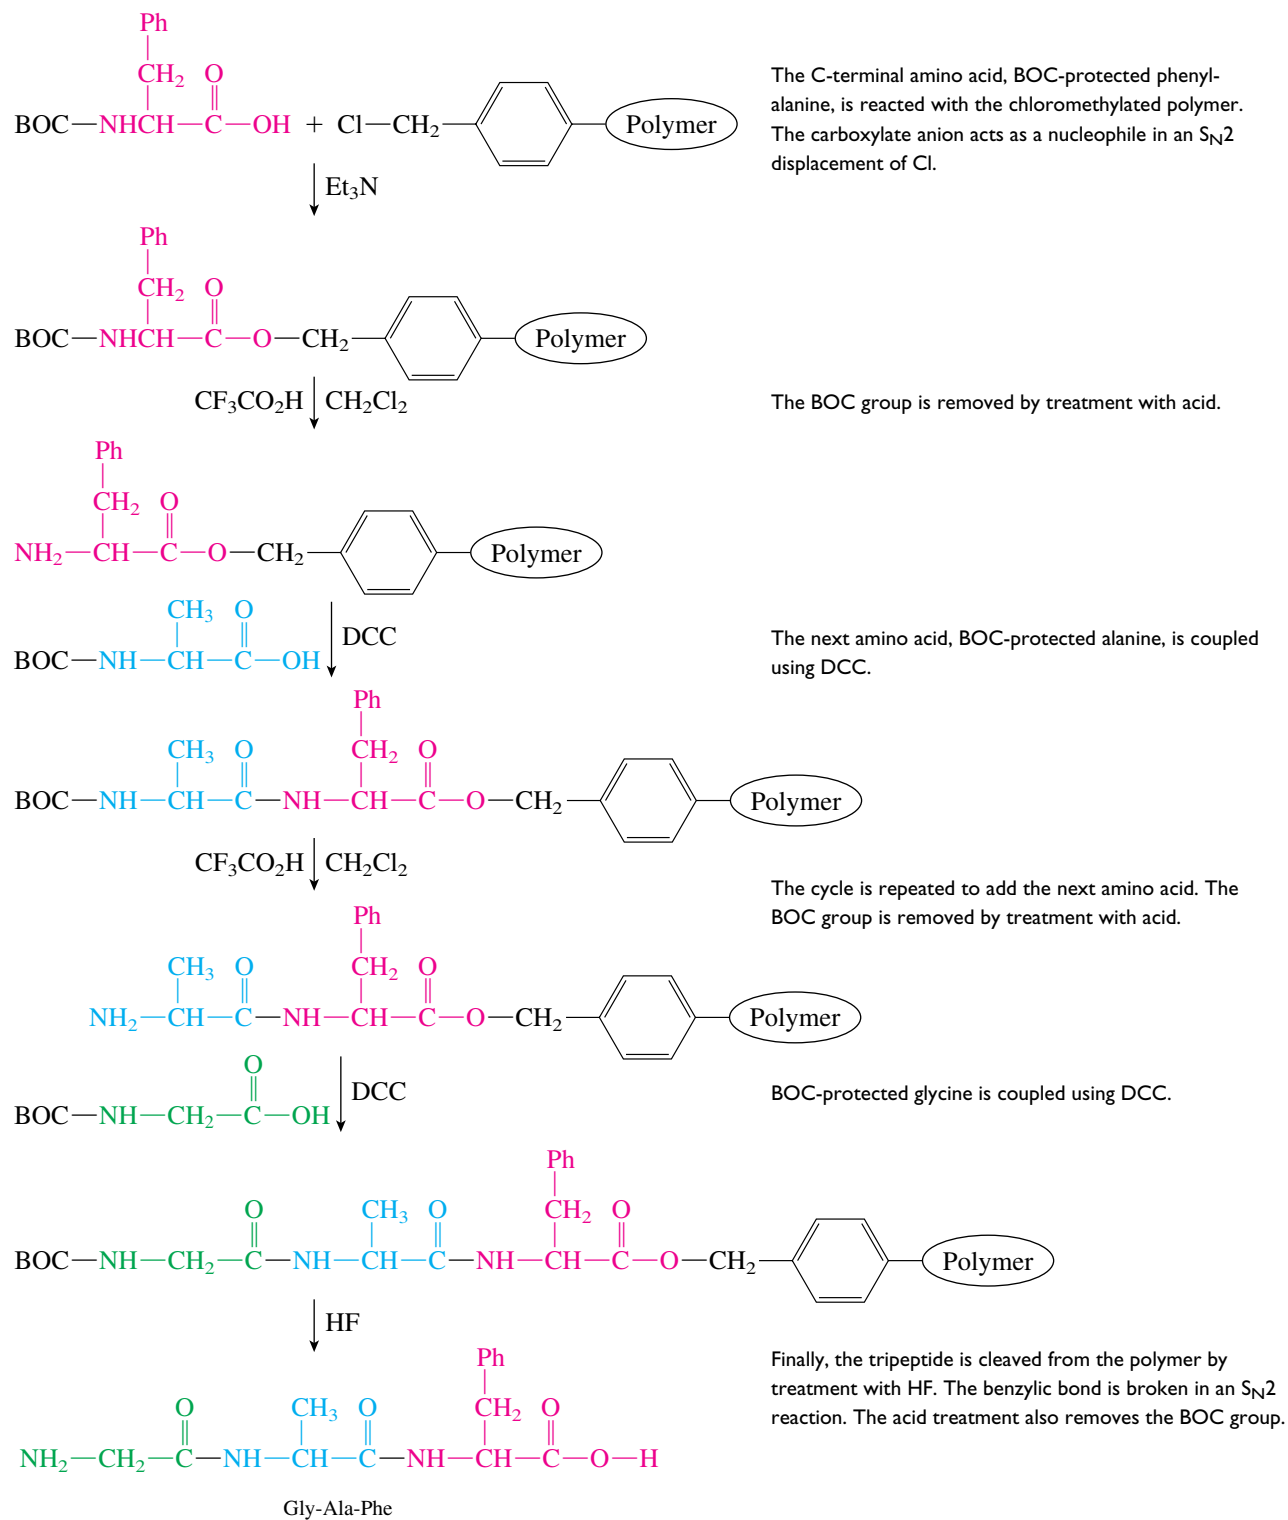 Ph
CH₂ O
BOC—NHCH—C—OH + Cl—CH₂— Polymer
The C-terminal amino acid, BOC-protected phenyl-
alanine, is reacted with the chloromethylated polymer.
The carboxylate anion acts as a nucleophile in an SN2
displacement of Cl.
Et₃N
Ph
CH₂ O
BOC—NHCH—C—O—CH₂— Polymer
CF₃CO₂H CH₂Cl₂
The BOC group is removed by treatment with acid.
Ph
CH₂ O
NH₂—CH—C—O—CH₂— Polymer
CH₃ O
BOC—NH—CH—C—OH
DCC
The next amino acid, BOC-protected alanine, is coupled
using DCC.
Ph
CH₃ O CH₂ O
BOC—NH—CH—C—NH—CH—C—O—CH₂— Polymer
CF₃CO₂H CH₂Cl₂
The cycle is repeated to add the next amino acid. The
BOC group is removed by treatment with acid.
Ph
CH₃ O CH₂ O
NH₂—CH—C—NH—CH—C—O—CH₂— Polymer
O
BOC—NH—CH₂—C—OH
DCC
BOC-protected glycine is coupled using DCC.
Ph
O CH₃ O CH₂ O
BOC—NH—CH₂—C—NH—CH—C—NH—CH—C—O—CH₂— Polymer
HF
Finally, the tripeptide is cleaved from the polymer by
treatment with HF. The benzylic bond is broken in an SN2
reaction. The acid treatment also removes the BOC group.
Ph
O CH₃ O CH₂ O
NH₂—CH₂—C—NH—CH—C—NH—CH—C—O—H
Gly-Ala-Phe